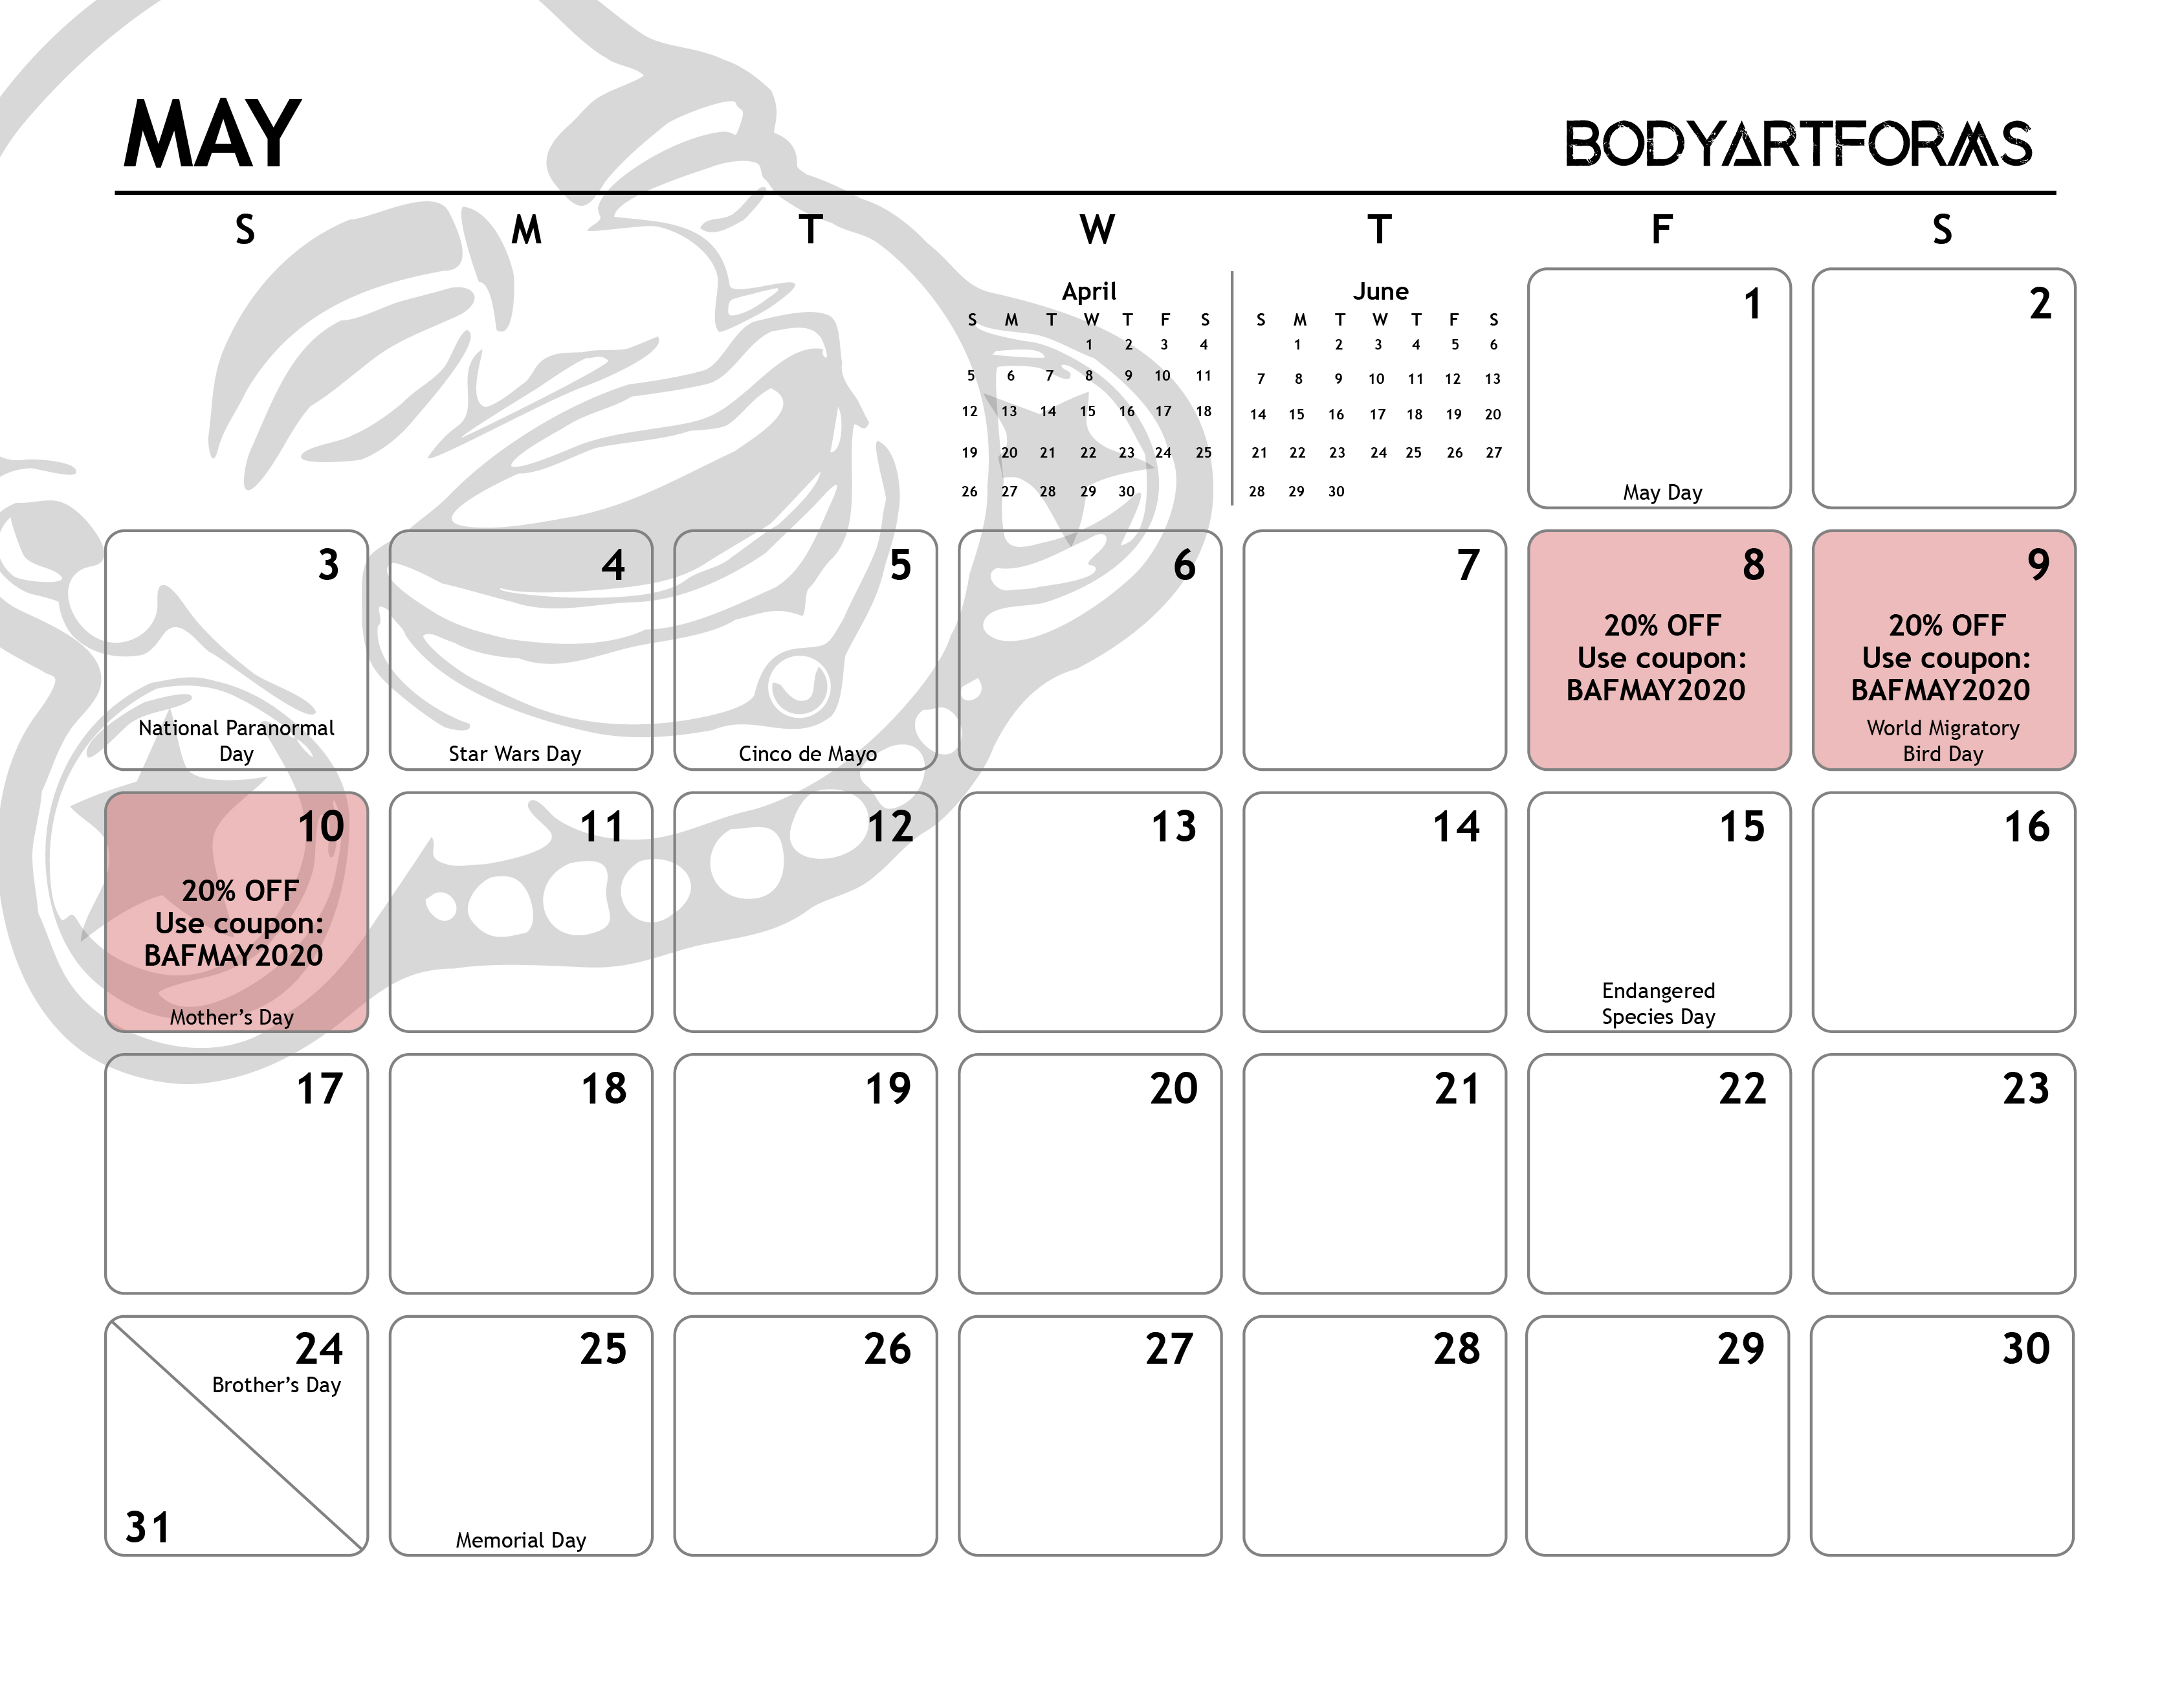 MAY
BODYARTFORMS
S M T W T F S
April
S M T W T F S
1 2 3 4
5 6 7 8 9 10 11
12 13 14 15 16 17 18
19 20 21 22 23 24 25
26 27 28 29 30
June
S M T W T F S
1 2 3 4 5 6
7 8 9 10 11 12 13
14 15 16 17 18 19 20
21 22 23 24 25 26 27
28 29 30
1
May Day
2
3
National Paranormal
Day
4
Star Wars Day
5
Cinco de Mayo
6
7
8
20% OFF
Use coupon:
BAFMAY2020
9
20% OFF
Use coupon:
BAFMAY2020
World Migratory
Bird Day
10
20% OFF
Use coupon:
BAFMAY2020
Mother’s Day
11
12
13
14
15
Endangered
Species Day
16
17
18
19
20
21
22
23
24
Brother’s Day
31
25
Memorial Day
26
27
28
29
30